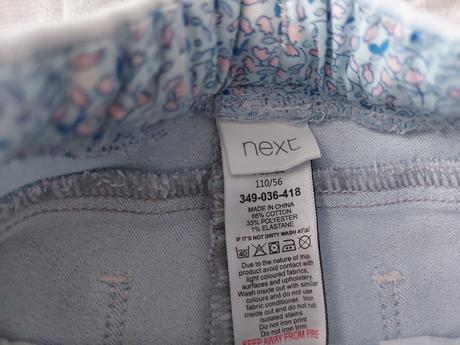 next
110/56
349-036-418
MADE IN CHINA
66% COTTON
33% POLYESTER
1% ELASTANE
IF IT'S NOT DIRTY WASH AT
40
Due to the nature of this
product avoid contact with
light coloured fabrics,
surfaces and upholstery.
Wash inside out with similar
colours and do not use
fabric conditioner. Iron
inside out and do not rub
isolated stains.
Do not iron trim
Do not iron print
KEEP AWAY FROM FIRE